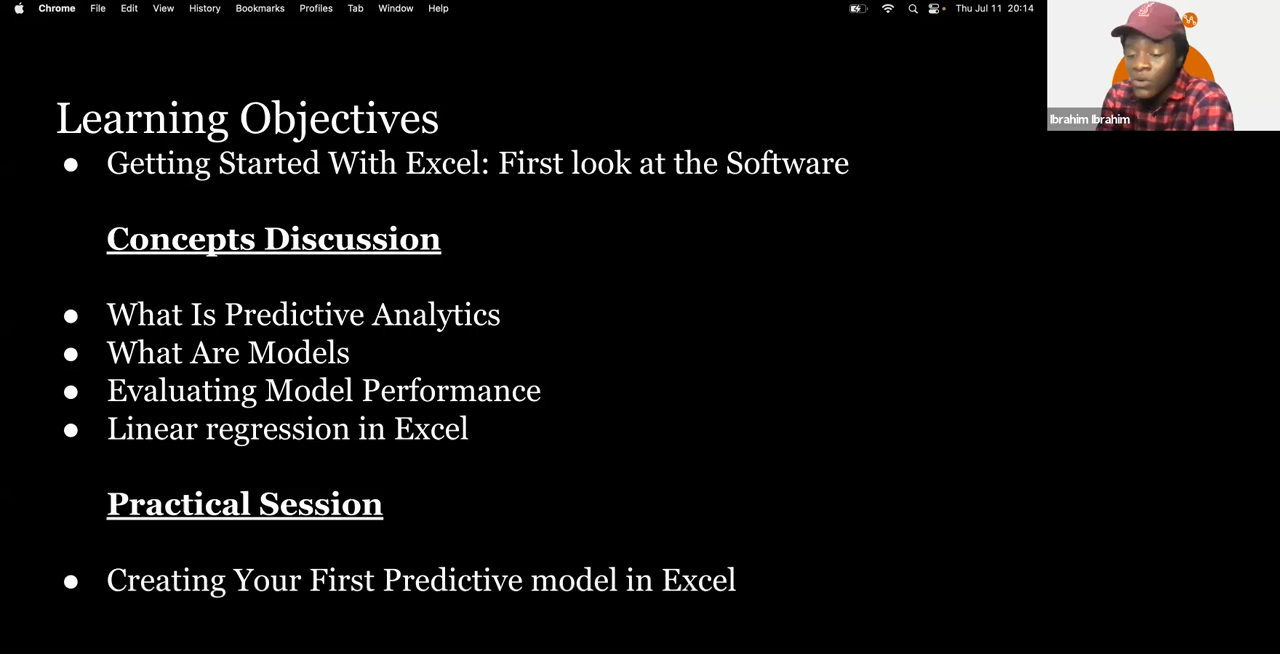 Chrome File Edit View History Bookmarks Profiles Tab Window Help Thu Jul 11 20:14
Ibrahim Ibrahim
Learning Objectives
● Getting Started With Excel: First look at the Software
Concepts Discussion
● What Is Predictive Analytics
● What Are Models
● Evaluating Model Performance
● Linear regression in Excel
Practical Session
● Creating Your First Predictive model in Excel